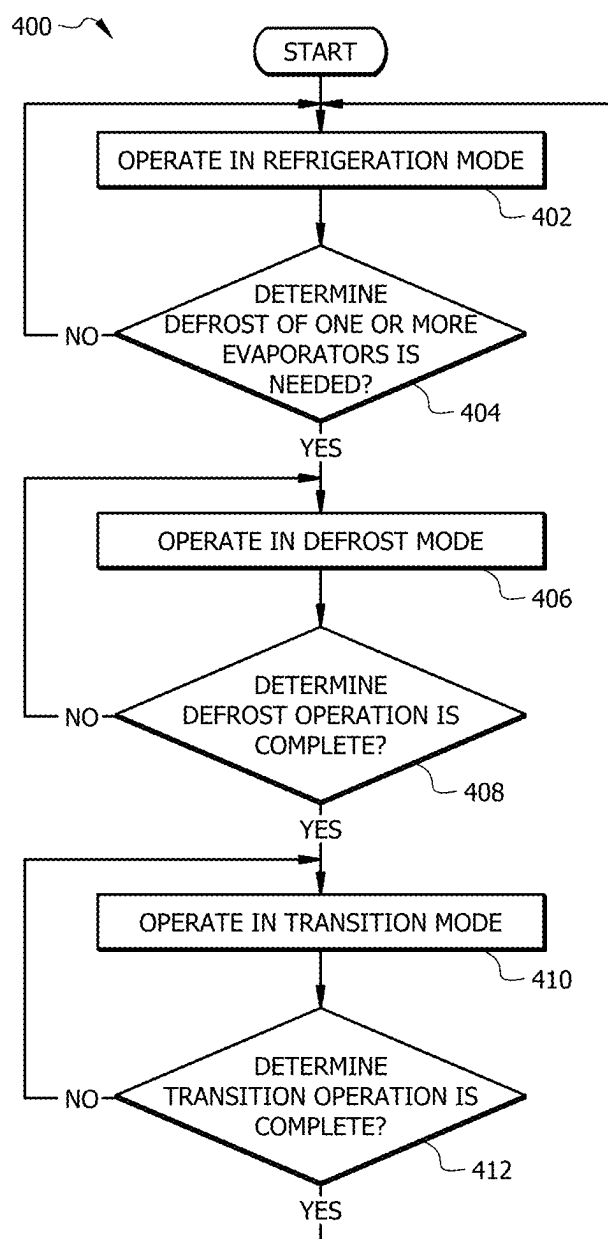 400
START
OPERATE IN REFRIGERATION MODE
402
DETERMINE
DEFROST OF ONE OR MORE
EVAPORATORS IS
NEEDED?
NO
404
YES
OPERATE IN DEFROST MODE
406
DETERMINE
DEFROST OPERATION IS
COMPLETE?
NO
408
YES
OPERATE IN TRANSITION MODE
410
DETERMINE
TRANSITION OPERATION IS
COMPLETE?
NO
412
YES